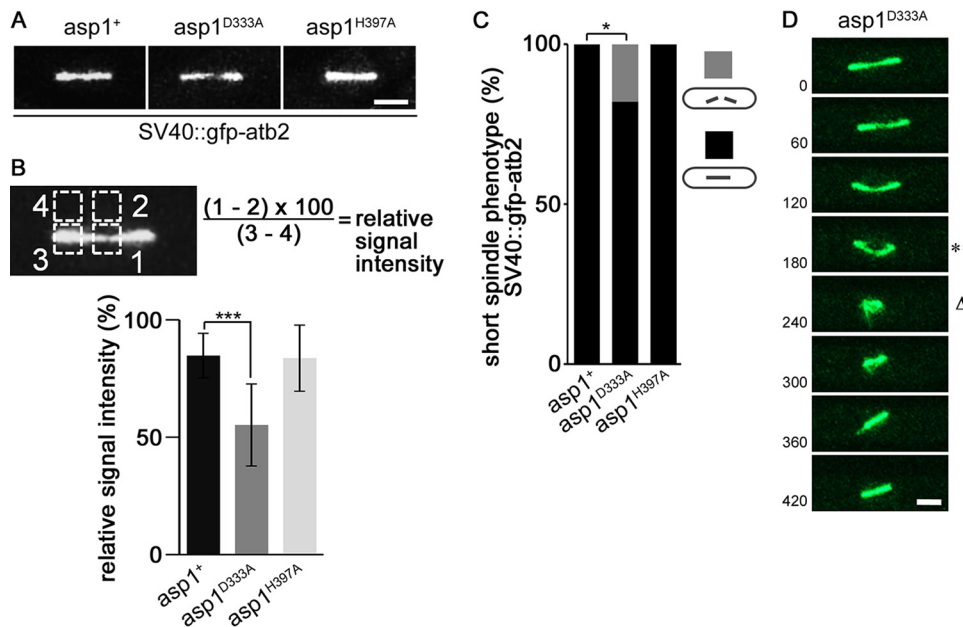 A
asp1+ asp1D333A asp1H397A
SV40::gfp-atb2
B
4 2
3 1
(1 - 2) x 100
(3 - 4)
= relative
signal
intensity
relative signal intensity (%)
100
50
0
***
asp1+
asp1D333A
asp1H397A
C
short spindle phenotype (%)
SV40::gfp-atb2
100
50
0
*
asp1+
asp1D333A
asp1H397A
D
asp1D333A
0
60
120
180 *
240 Δ
300
360
420